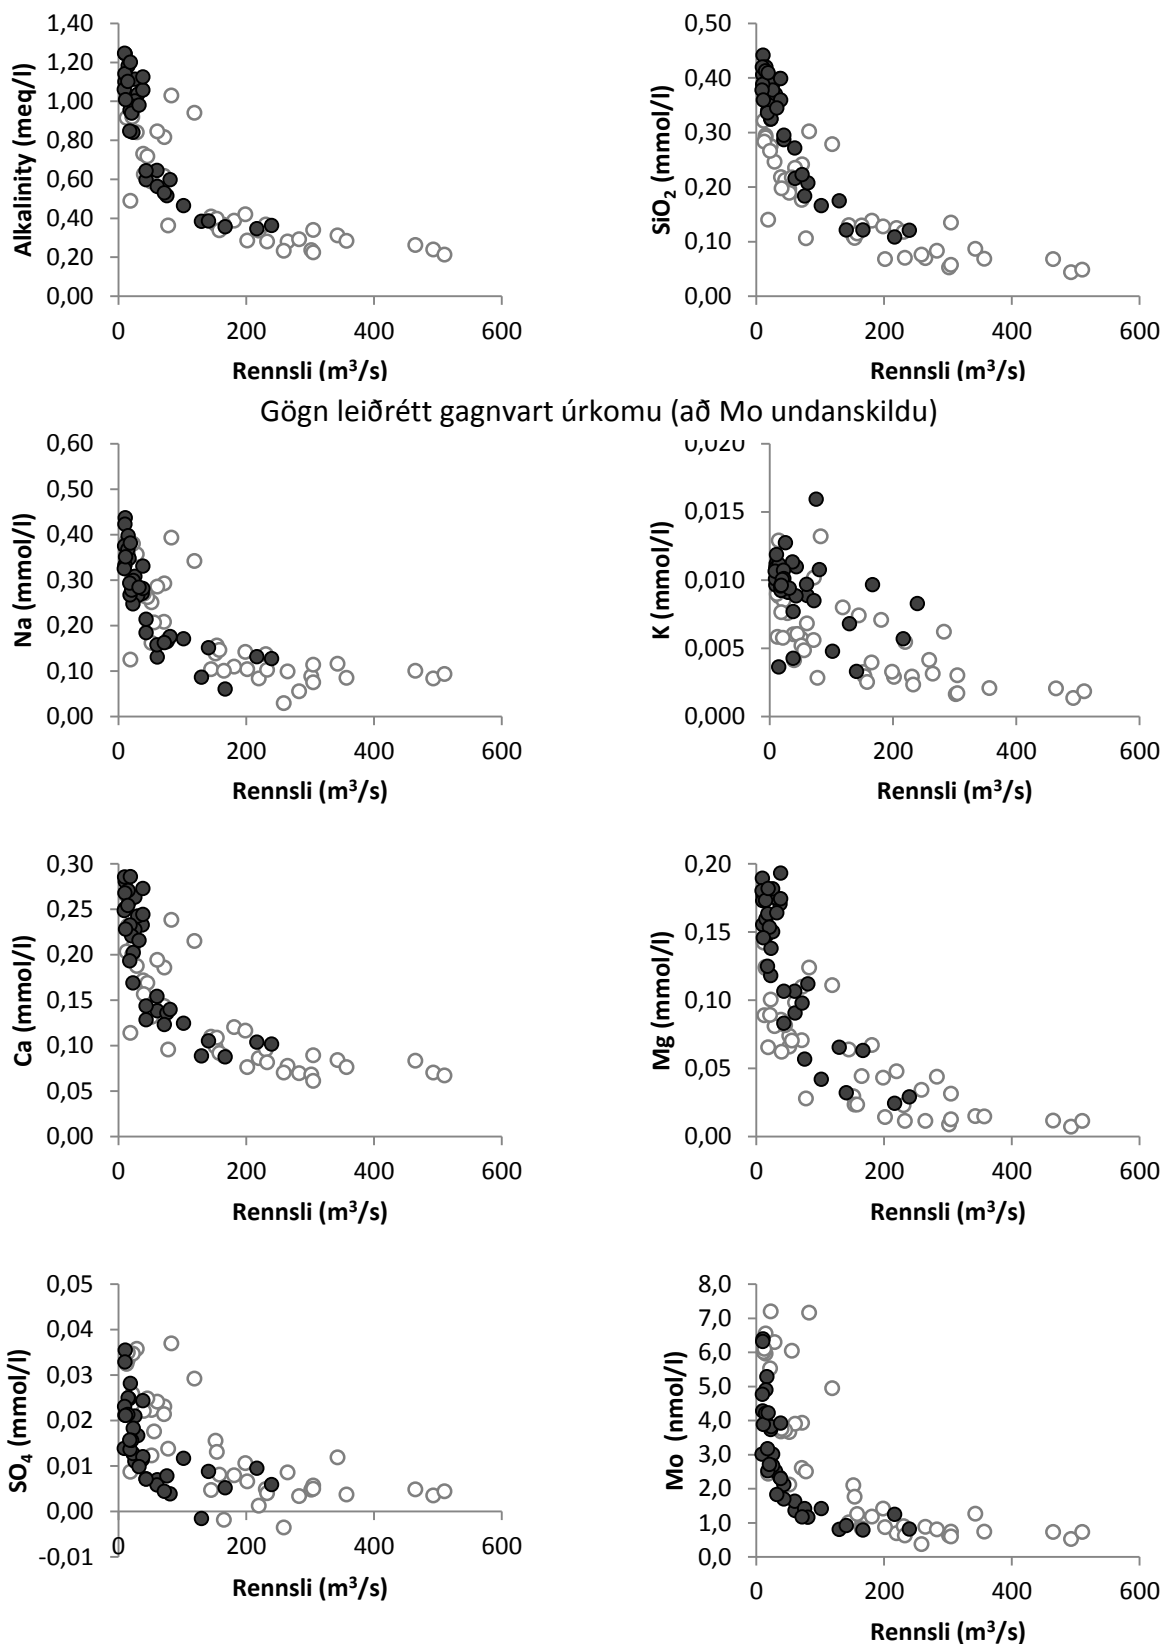 1,40
1,20
1,00
0,80
0,60
0,40
0,20
0,00
Alkalinity (meq/l)
0 200 400 600
Rennsli (m³/s)
0,50
0,40
0,30
0,20
0,10
0,00
SiO₂ (mmol/l)
0 200 400 600
Rennsli (m³/s)
Gögn leiðrétt gagnvart úrkomu (að Mo undanskildu)
0,60
0,50
0,40
0,30
0,20
0,10
0,00
Na (mmol/l)
0 200 400 600
Rennsli (m³/s)
0,020
0,015
0,010
0,005
0,000
K (mmol/l)
0 200 400 600
Rennsli (m³/s)
0,30
0,25
0,20
0,15
0,10
0,05
0,00
Ca (mmol/l)
0 200 400 600
Rennsli (m³/s)
0,20
0,15
0,10
0,05
0,00
Mg (mmol/l)
0 200 400 600
Rennsli (m³/s)
0,05
0,04
0,03
0,02
0,01
0,00
-0,01
SO₄ (mmol/l)
0 200 400 600
Rennsli (m³/s)
8,0
7,0
6,0
5,0
4,0
3,0
2,0
1,0
0,0
Mo (nmol/l)
0 200 400 600
Rennsli (m³/s)